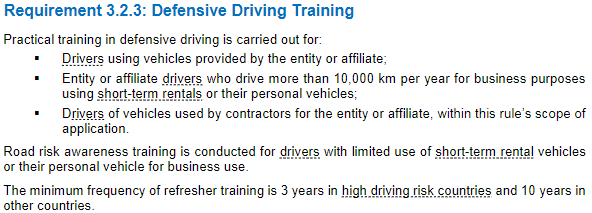 Requirement 3.2.3: Defensive Driving Training
Practical training in defensive driving is carried out for:
▪ Drivers using vehicles provided by the entity or affiliate;
▪ Entity or affiliate drivers who drive more than 10,000 km per year for business purposes
using short-term rentals or their personal vehicles;
▪ Drivers of vehicles used by contractors for the entity or affiliate, within this rule's scope of
application.
Road risk awareness training is conducted for drivers with limited use of short-term rental vehicles
or their personal vehicle for business use.
The minimum frequency of refresher training is 3 years in high driving risk countries and 10 years in
other countries.